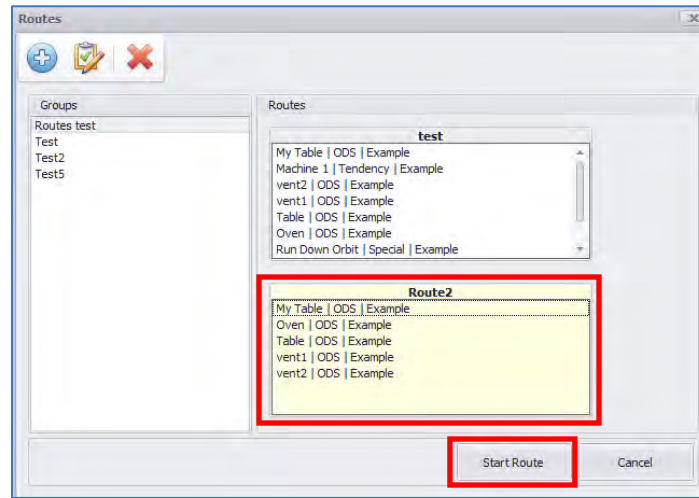 Routes
Groups
Routes test
Test
Test2
Test5
Routes
test
My Table | ODS | Example
Machine 1 | Tendency | Example
vent2 | ODS | Example
vent1 | ODS | Example
Table | ODS | Example
Oven | ODS | Example
Run Down Orbit | Special | Example
Route2
My Table | ODS | Example
Oven | ODS | Example
Table | ODS | Example
vent1 | ODS | Example
vent2 | ODS | Example
Start Route
Cancel